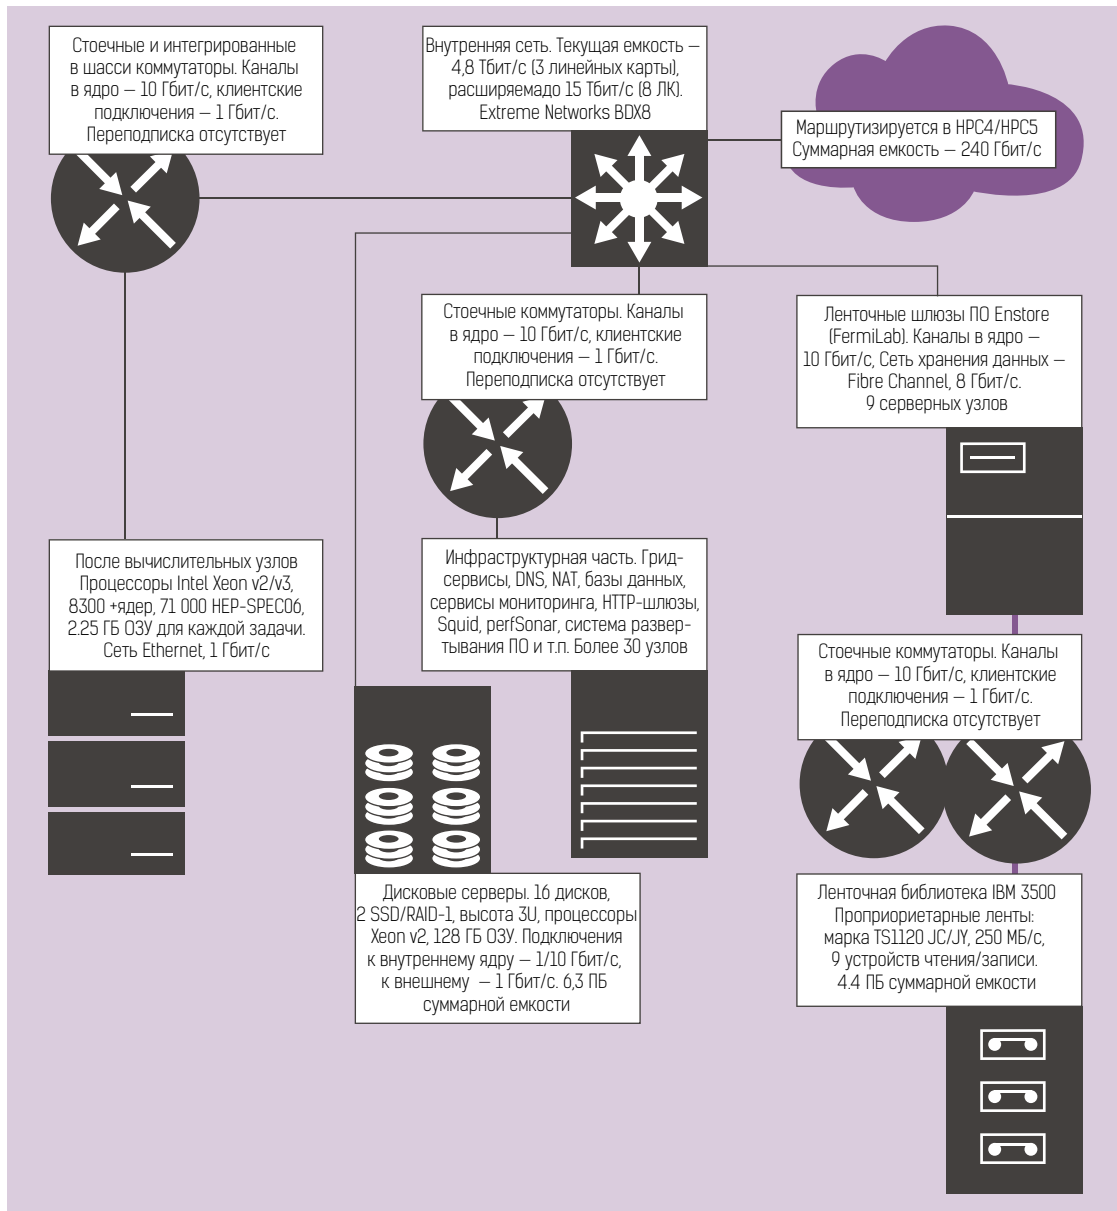 Стоечные и интегрированные
в шасси коммутаторы. Каналы
в ядро — 10 Гбит/с, клиентские
подключения — 1 Гбит/с.
Переподписка отсутствует
Внутренняя сеть. Текущая емкость —
4,8 Тбит/с (3 линейных карты),
расширяемадо 15 Тбит/с (8 ЛК).
Extreme Networks BDX8
Маршрутизируется в HPC4/HPC5
Суммарная емкость — 240 Гбит/с
Стоечные коммутаторы. Каналы
в ядро — 10 Гбит/с, клиентские
подключения — 1 Гбит/с.
Переподписка отсутствует
Ленточные шлюзы ПО Enstore
(FermiLab). Каналы в ядро —
10 Гбит/с, Сеть хранения данных —
Fibre Channel, 8 Гбит/с.
9 серверных узлов
После вычислительных узлов
Процессоры Intel Xeon v2/v3,
8300 +ядер, 71 000 HEP-SPEC06,
2.25 ГБ ОЗУ для каждой задачи.
Сеть Ethernet, 1 Гбит/с
Инфраструктурная часть. Грид-
сервисы, DNS, NAT, базы данных,
сервисы мониторинга, HTTP-шлюзы,
Squid, perfSonar, система развер-
тывания ПО и т.п. Более 30 узлов
Стоечные коммутаторы. Каналы
в ядро — 10 Гбит/с, клиентские
подключения — 1 Гбит/с.
Переподписка отсутствует
Дисковые серверы. 16 дисков,
2 SSD/RAID-1, высота 3U, процессоры
Xeon v2, 128 ГБ ОЗУ. Подключения
к внутреннему ядру — 1/10 Гбит/с,
к внешнему — 1 Гбит/с. 6,3 ПБ
суммарной емкости
Ленточная библиотека IBM 3500
Проприоритарные ленты:
марка TS1120 JC/JY, 250 МБ/с,
9 устройств чтения/записи.
4.4 ПБ суммарной емкости